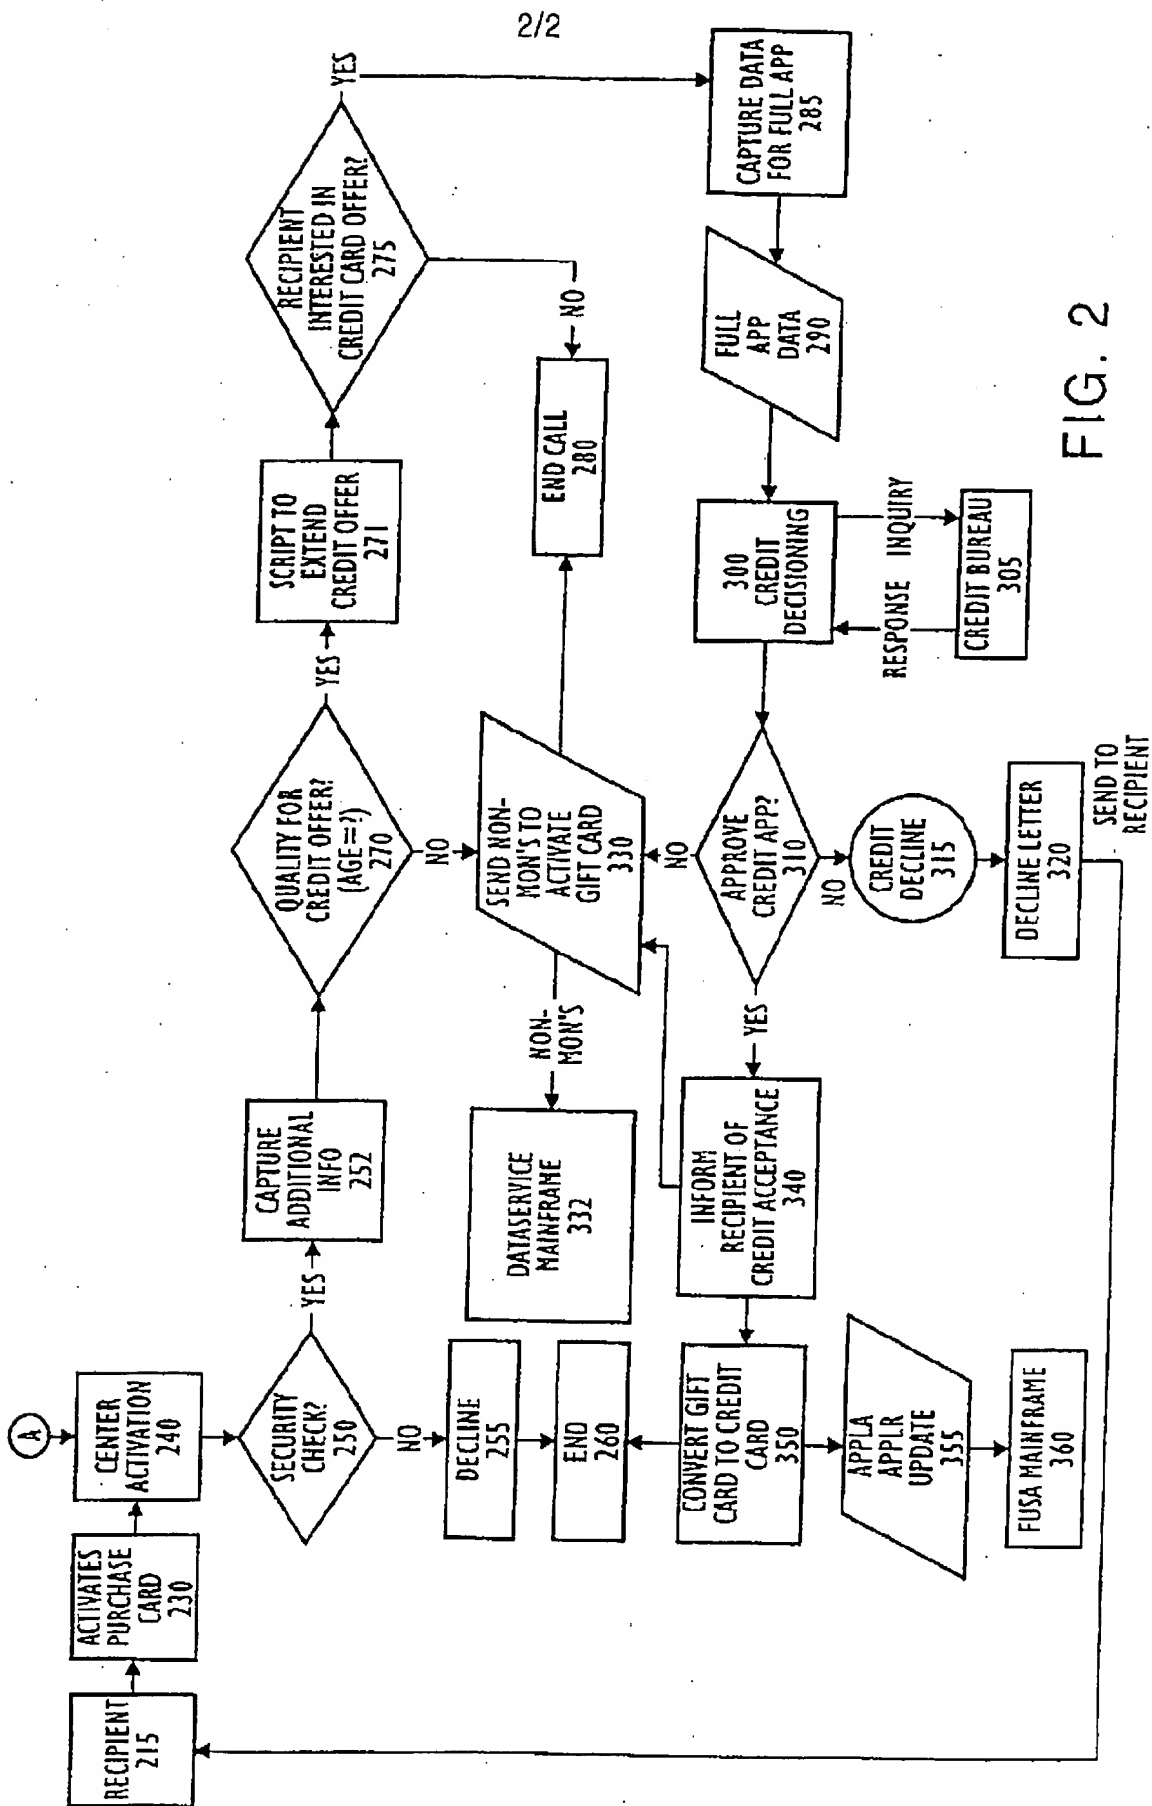 2/2
A
RECIPIENT
215
ACTIVATES
PURCHASE
CARD
230
CENTER
ACTIVATION
240
SECURITY
CHECK?
250
YES
NO
CAPTURE
ADDITIONAL
INFO
252
QUALITY FOR
CREDIT OFFER?
(AGE=?)
270
YES
NO
SCRIPT TO
EXTEND
CREDIT OFFER
271
RECIPIENT
INTERESTED IN
CREDIT CARD OFFER?
275
YES
NO
DECLINE
255
END
260
DATASERVICE
MAINFRAME
332
NON-
MON'S
SEND NON-
MON'S TO
ACTIVATE
GIFT CARD
330
END CALL
280
CONVERT GIFT
CARD TO CREDIT
CARD
350
INFORM
RECIPIENT OF
CREDIT ACCEPTANCE
340
YES
APPROVE
CREDIT APP?
310
NO
NO
300
CREDIT
DECISIONING
FULL
APP
DATA
290
CAPTURE DATA
FOR FULL APP
285
APPLA
APPLR
UPDATE
355
CREDIT
DECLINE
315
RESPONSE
INQUIRY
FUSA MAINFRAME
360
DECLINE LETTER
320
CREDIT BUREAU
305
SEND TO
RECIPIENT
FIG. 2